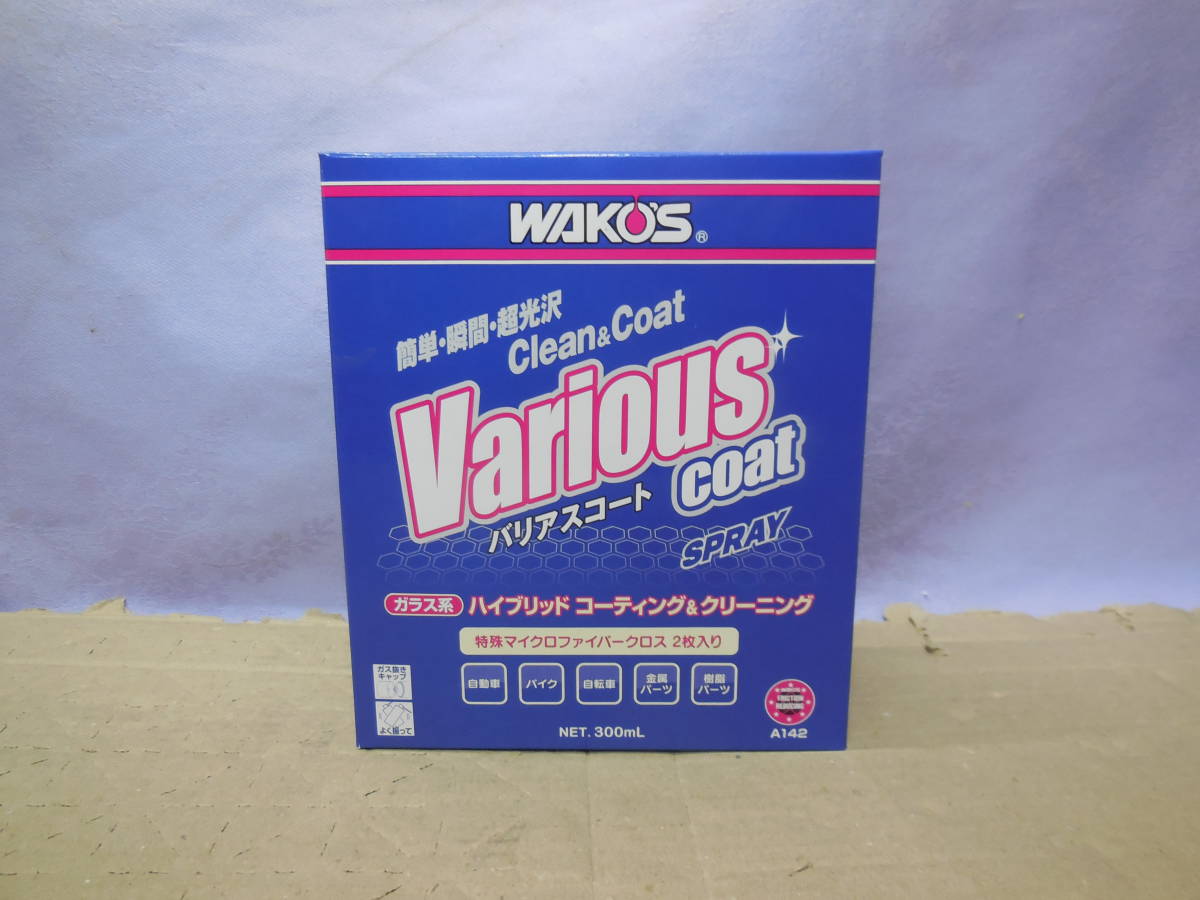 WAKO'S®
簡単・瞬間・超光沢
Clean&Coat
Various
coat
バリアスコート
SPRAY
ガラス系 ハイブリッド コーティング&クリーニング
特殊マイクロファイバークロス 2枚入り
自動車
バイク
自転車
金属
パーツ
樹脂
パーツ
ガス抜き
キャップ
よく振って
NET. 300mL
A142